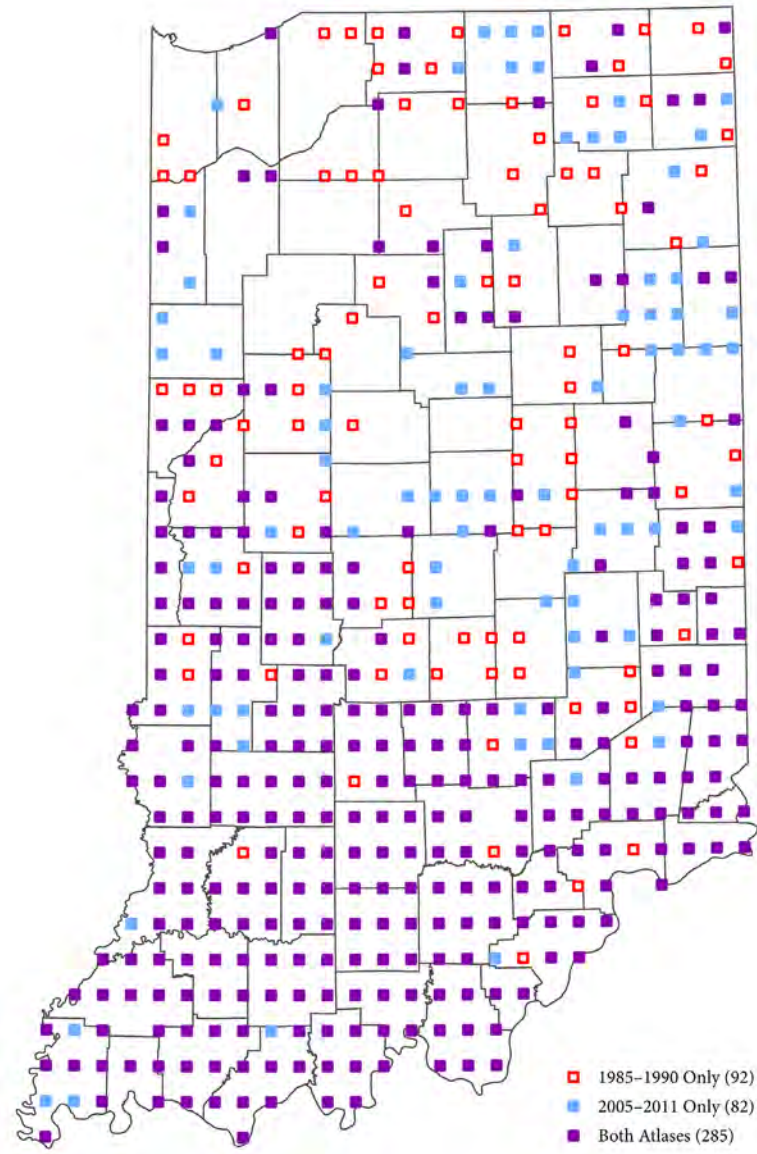 1985–1990 Only (92)
2005–2011 Only (82)
Both Atlases (285)